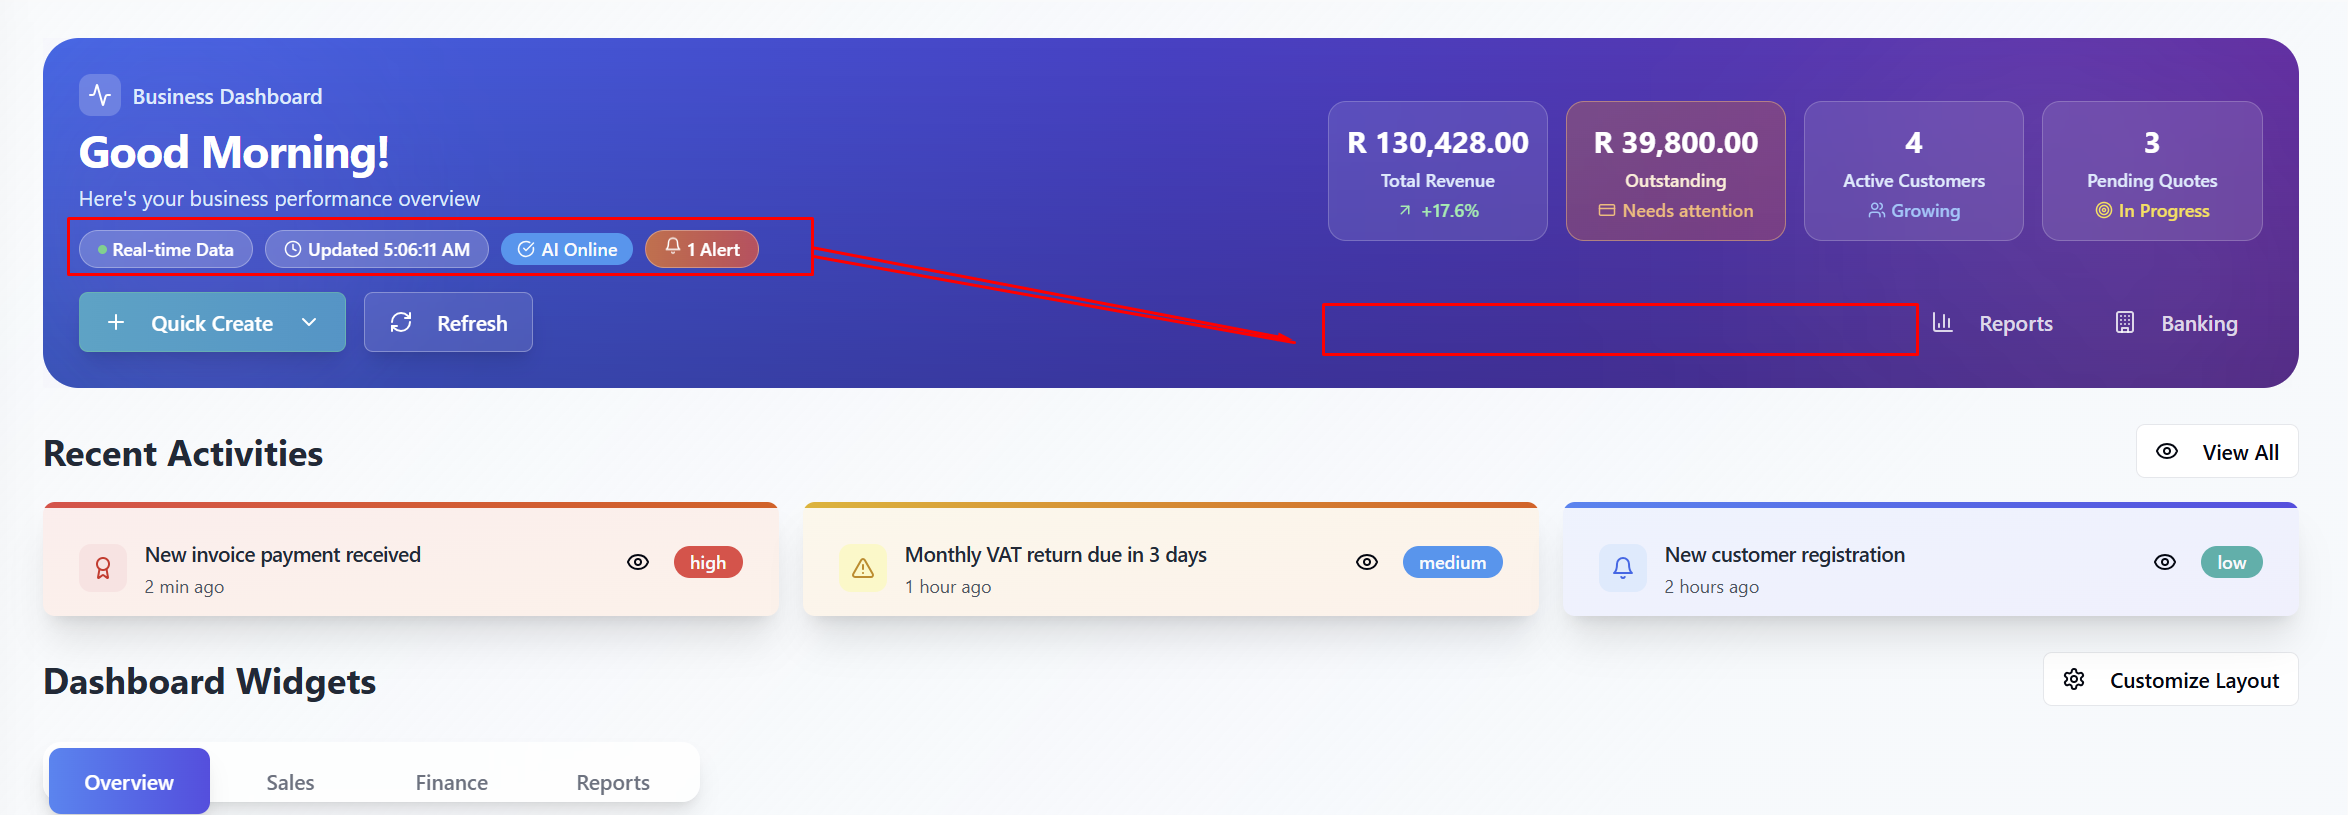 Business Dashboard
Good Morning!
Here's your business performance overview
Real-time Data
Updated 5:06:11 AM
AI Online
1 Alert
Quick Create
Refresh
R 130,428.00
Total Revenue
+17.6%
R 39,800.00
Outstanding
Needs attention
4
Active Customers
Growing
3
Pending Quotes
In Progress
Reports
Banking
Recent Activities
View All
New invoice payment received
2 min ago
high
Monthly VAT return due in 3 days
1 hour ago
medium
New customer registration
2 hours ago
low
Dashboard Widgets
Customize Layout
Overview
Sales
Finance
Reports